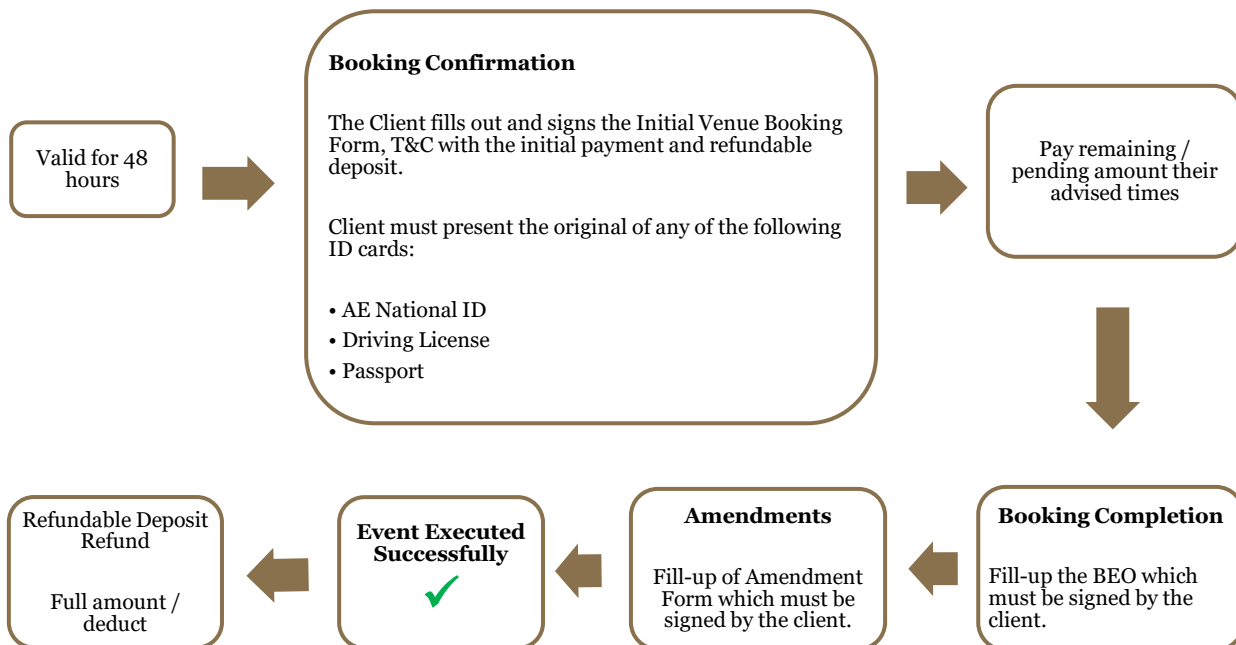 Valid for 48
hours
Booking Confirmation
The Client fills out and signs the Initial Venue Booking
Form, T&C with the initial payment and refundable
deposit.
Client must present the original of any of the following
ID cards:
• AE National ID
• Driving License
• Passport
Pay remaining /
pending amount their
advised times
Booking Completion
Fill-up the BEO which
must be signed by the
client.
Amendments
Fill-up of Amendment
Form which must be
signed by the client.
Event Executed
Successfully
Refundable Deposit
Refund
Full amount /
deduct